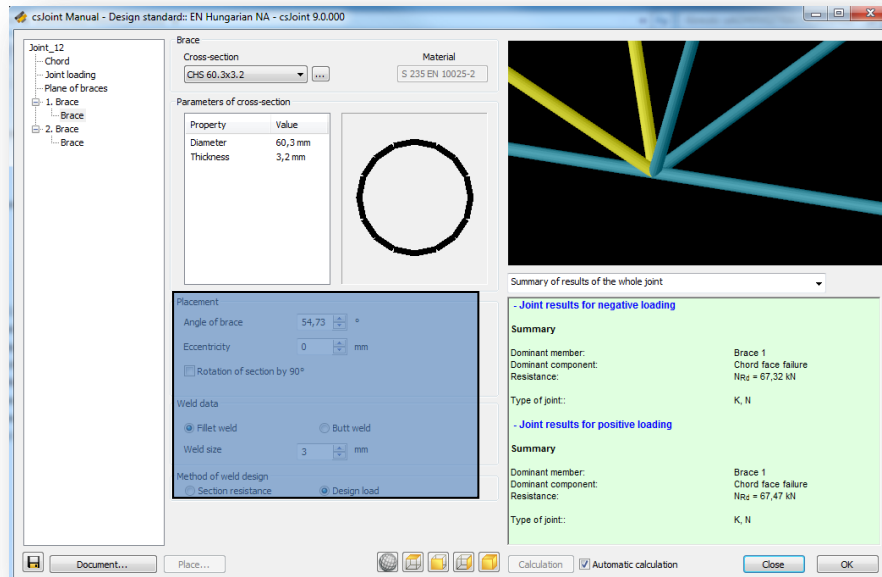 csJoint Manual - Design standard:: EN Hungarian NA - csJoint 9.0.000
Joint_12
Chord
Joint loading
Plane of braces
1. Brace
Brace
2. Brace
Brace
Brace
Cross-section
Material
CHS 60.3x3.2
...
S 235 EN 10025-2
Parameters of cross-section
Property Value
Diameter 60,3 mm
Thickness 3,2 mm
Placement
Angle of brace 54,73 °
Eccentricity 0 mm
Rotation of section by 90°
Weld data
Fillet weld Butt weld
Weld size 3 mm
Method of weld design
Section resistance Design load
Summary of results of the whole joint
- Joint results for negative loading
Summary
Dominant member: Brace 1
Dominant component: Chord face failure
Resistance: NRd = 67,32 kN
Type of joint:: K, N
- Joint results for positive loading
Summary
Dominant member: Brace 1
Dominant component: Chord face failure
Resistance: NRd = 67,47 kN
Type of joint:: K, N
Document... Place... Calculation Automatic calculation Close OK